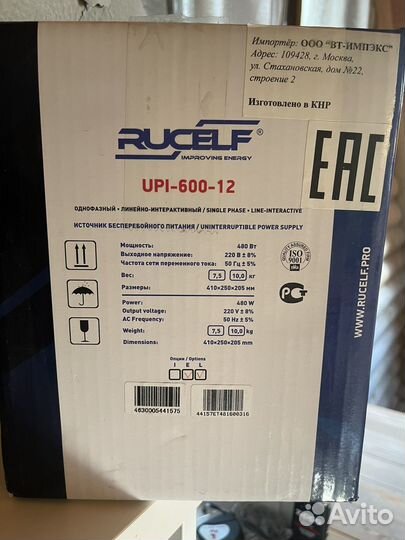 Импортёр: ООО "ВТ-ИМПЭКС"
Адрес: 109428, г. Москва,
ул. Стахановская, дом №22,
строение 2
Изготовлено в КНР
RUCELF®
IMPROVING ENERGY
EAC
UPI-600-12
ОДНОФАЗНЫЙ • ЛИНЕЙНО-ИНТЕРАКТИВНЫЙ / SINGLE PHASE • LINE-INTERACTIVE
ИСТОЧНИК БЕСПЕРЕБОЙНОГО ПИТАНИЯ / UNINTERRUPTIBLE POWER SUPPLY
Мощность: 480 Вт
Выходное напряжение: 220 В ± 8%
Частота сети переменного тока: 50 Гц ± 5%
Вес: 7,5 10,0 кг
Размеры: 410×250×205 мм
Power: 480 W
Output voltage: 220 V ± 8%
AC Frequency: 50 Hz ± 5%
Weight: 7,5 10,0 kg
Dimensions: 410×250×205 mm
ISO
9001
WWW.RUCELF.PRO
Опции / Options
I E L
4630005441575
44157ET481600316
Avito